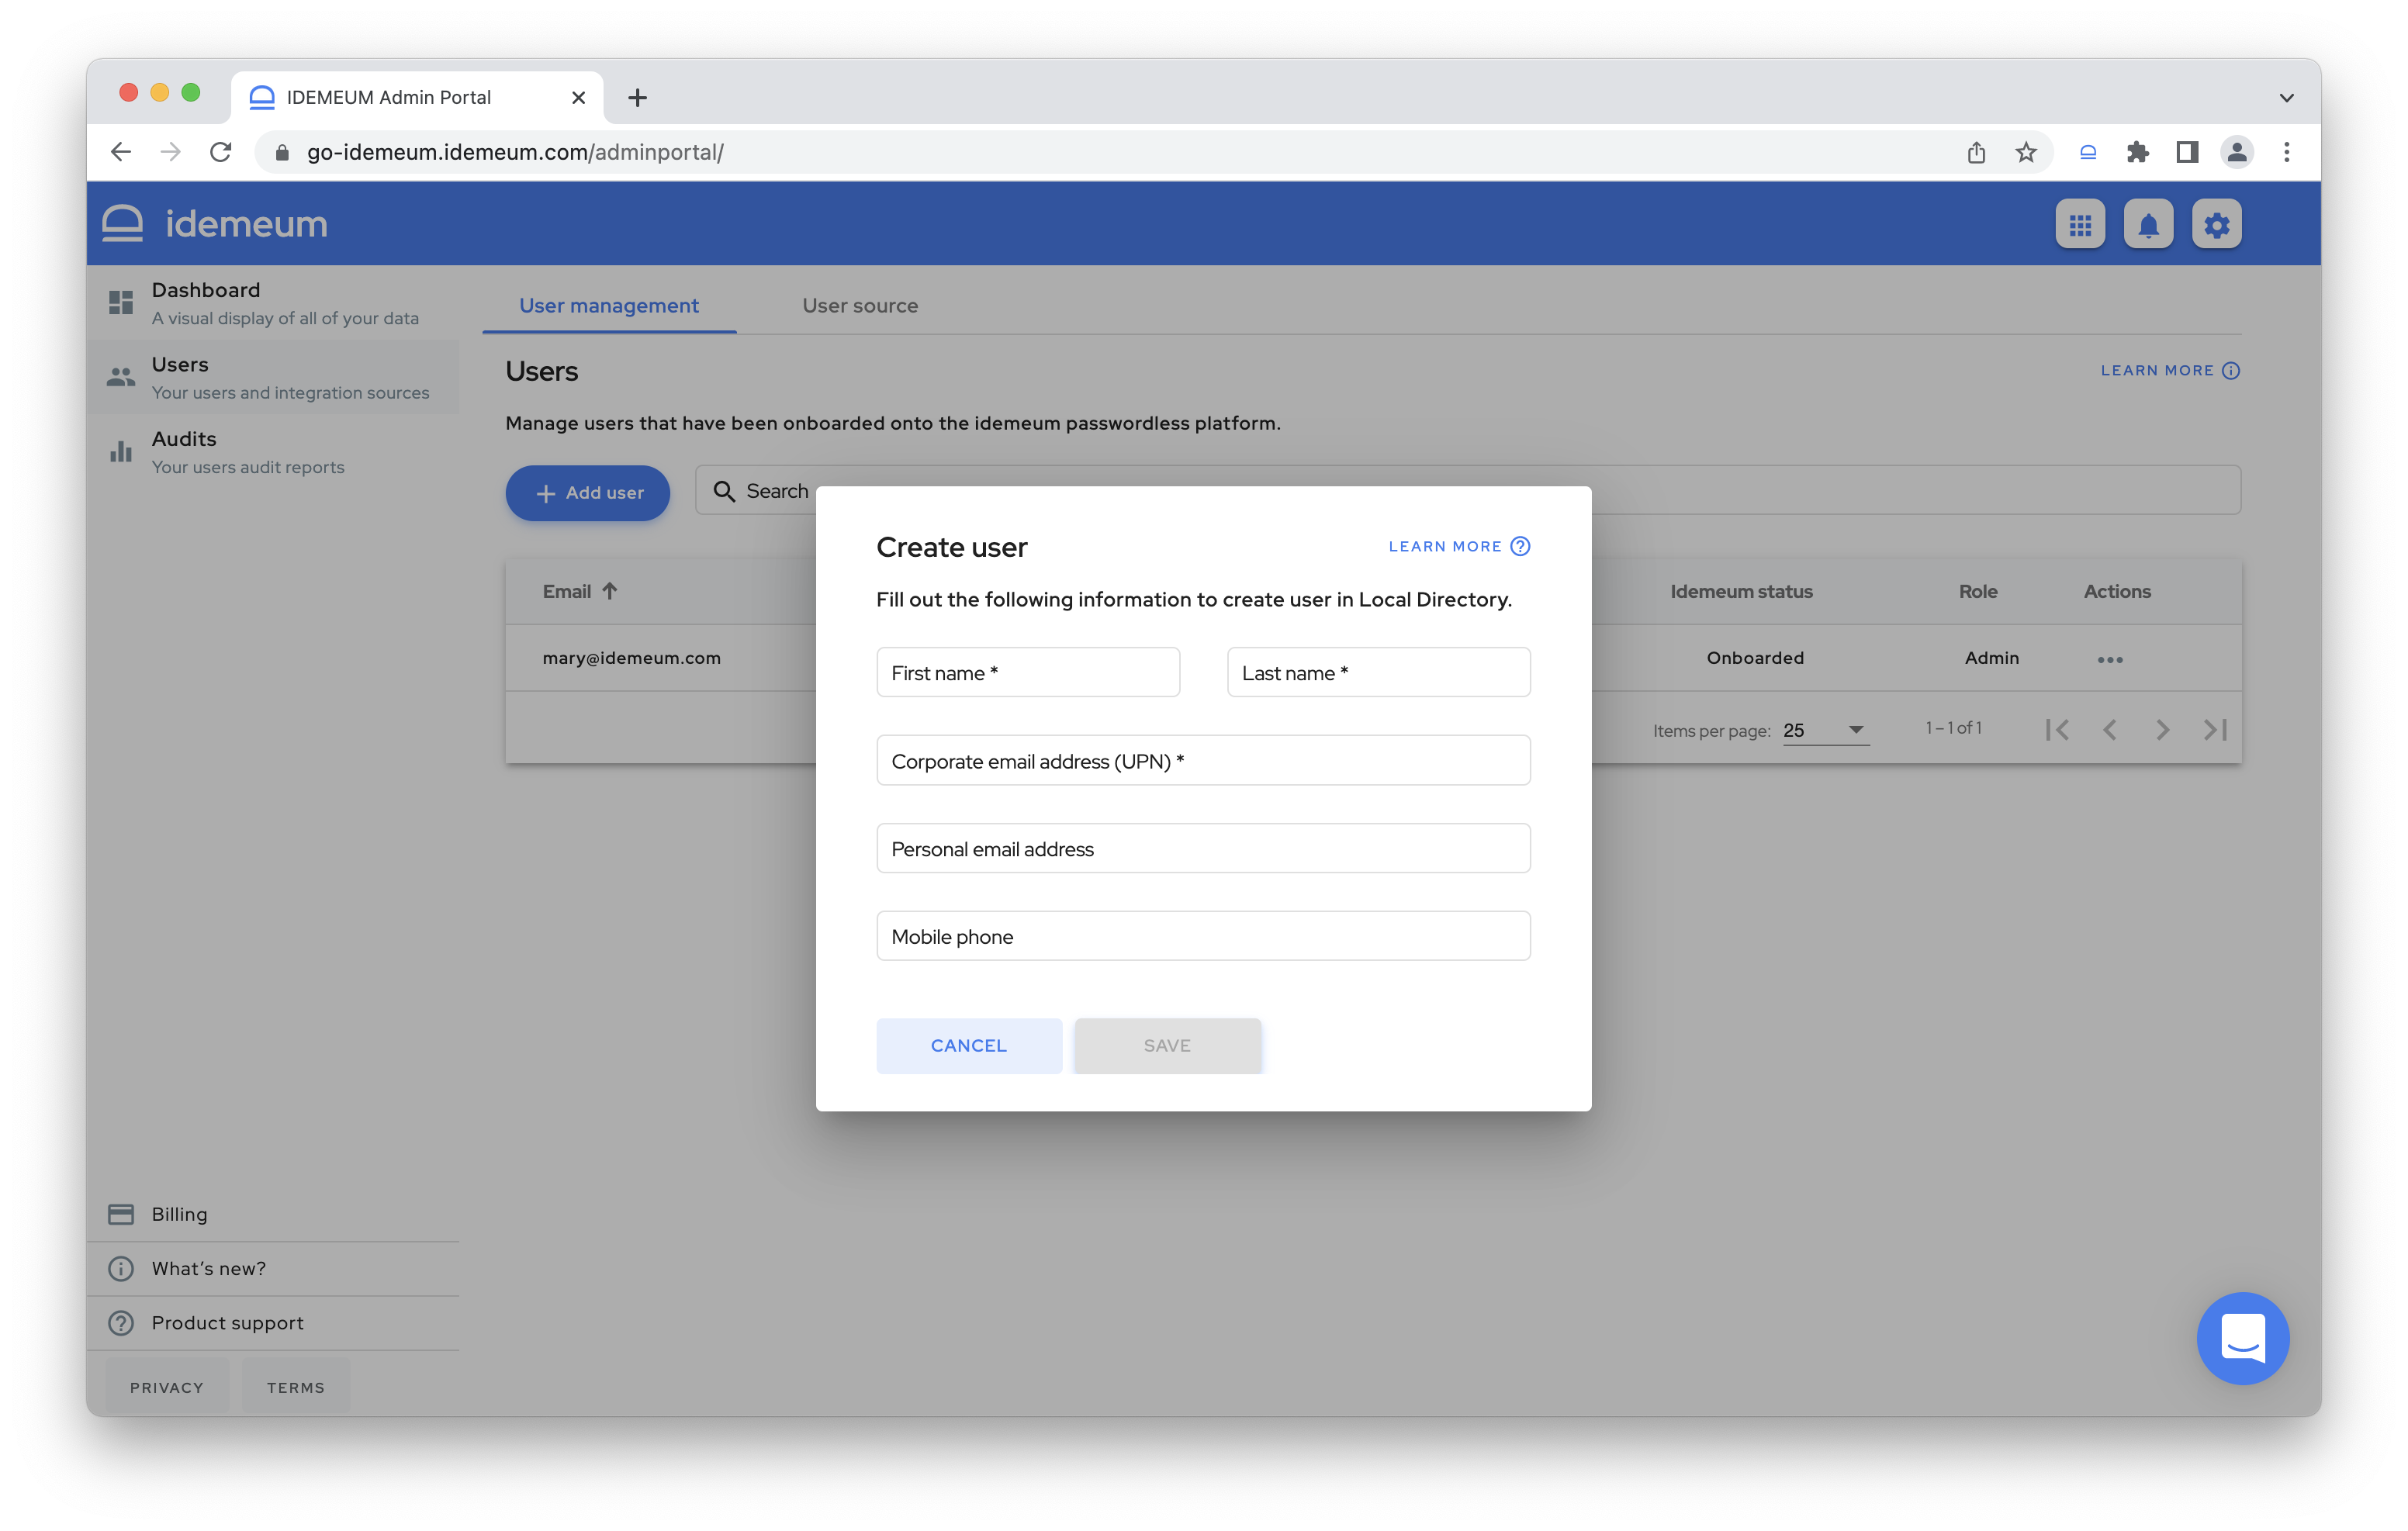 IDEMEUM Admin Portal
go-idemeum.idemeum.com/adminportal/
idemeum
Dashboard
A visual display of all of your data
Users
Your users and integration sources
Audits
Your users audit reports
User management
User source
Users
LEARN MORE
Manage users that have been onboarded onto the idemeum passwordless platform.
+ Add user
Search
Email
Idemeum status
Role
Actions
mary@idemeum.com
Onboarded
Admin
Items per page: 25
1 – 1 of 1
Create user
LEARN MORE
Fill out the following information to create user in Local Directory.
First name *
Last name *
Corporate email address (UPN) *
Personal email address
Mobile phone
CANCEL
SAVE
Billing
What's new?
Product support
PRIVACY
TERMS